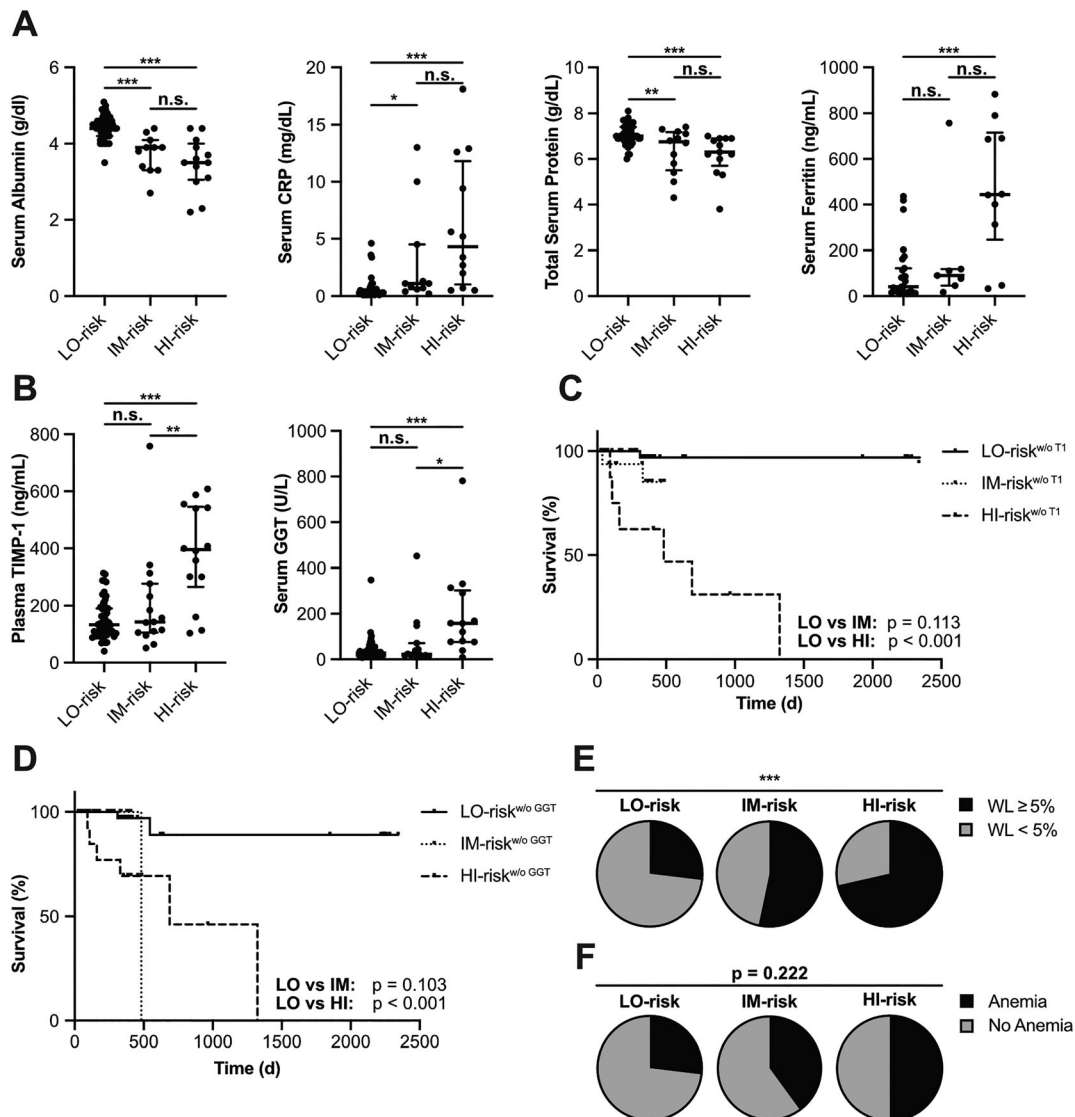 A
Serum Albumin (g/dl)
6
4
2
0
***
***
n.s.
LO-risk
IM-risk
HI-risk
Serum CRP (mg/dL)
20
15
10
5
0
***
n.s.
*
LO-risk
IM-risk
HI-risk
Total Serum Protein (g/dL)
10
8
6
4
2
0
***
n.s.
**
LO-risk
IM-risk
HI-risk
Serum Ferritin (ng/mL)
1000
800
600
400
200
0
***
n.s.
n.s.
LO-risk
IM-risk
HI-risk
B
Plasma TIMP-1 (ng/mL)
800
600
400
200
0
***
n.s.
**
LO-risk
IM-risk
HI-risk
Serum GGT (U/L)
1000
800
600
400
200
0
***
n.s.
*
LO-risk
IM-risk
HI-risk
C
Survival (%)
100
50
0
0 500 1000 1500 2000 2500
Time (d)
LO-risk w/o T1
IM-risk w/o T1
HI-risk w/o T1
LO vs IM: p = 0.113
LO vs HI: p < 0.001
D
Survival (%)
100
50
0
0 500 1000 1500 2000 2500
Time (d)
LO-risk w/o GGT
IM-risk w/o GGT
HI-risk w/o GGT
LO vs IM: p = 0.103
LO vs HI: p < 0.001
E
***
LO-risk IM-risk HI-risk
WL ≥ 5%
WL < 5%
F
p = 0.222
LO-risk IM-risk HI-risk
Anemia
No Anemia